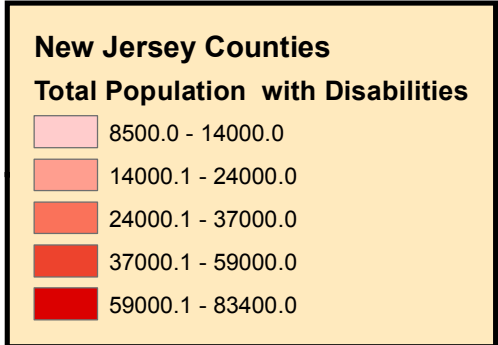 New Jersey Counties
Total Population with Disabilities
8500.0 - 14000.0
14000.1 - 24000.0
24000.1 - 37000.0
37000.1 - 59000.0
59000.1 - 83400.0